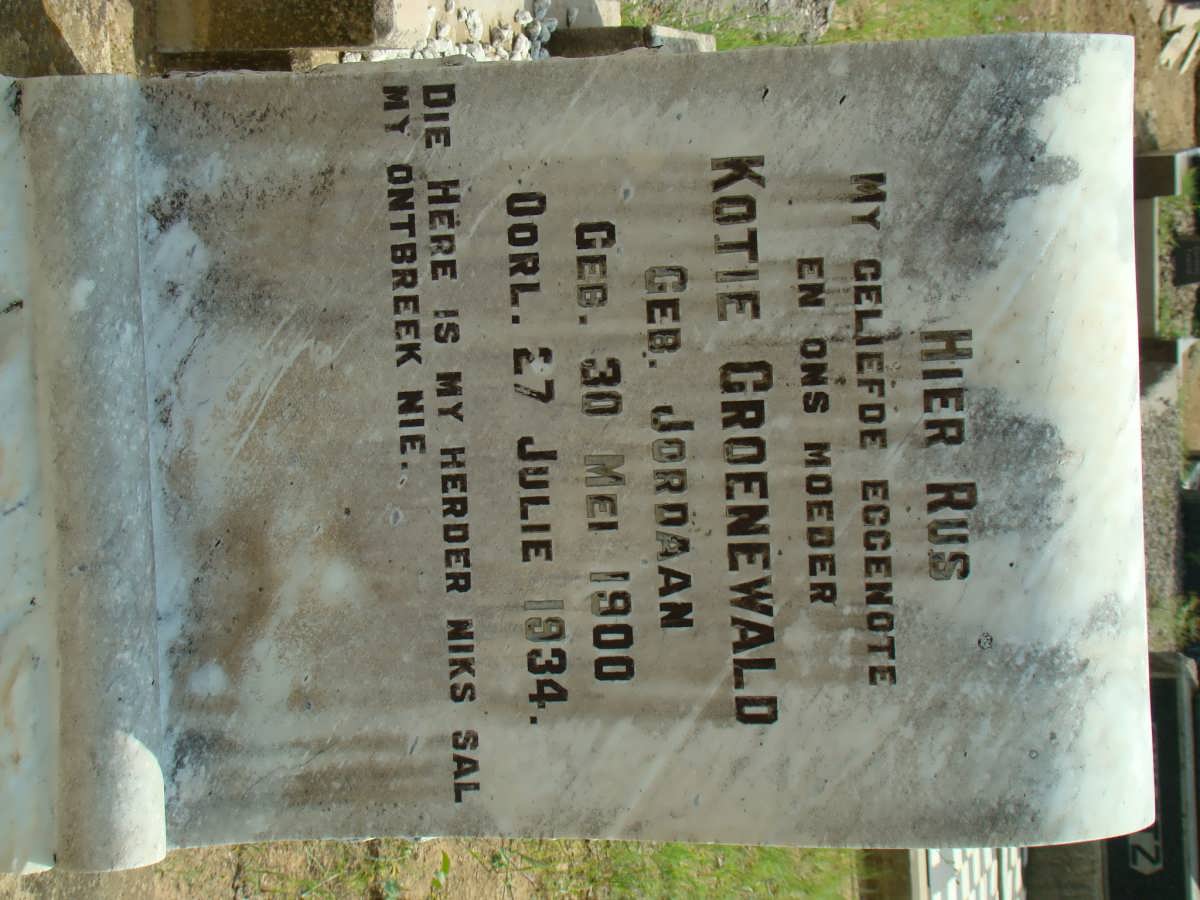 HIER RUS
MY GELIEFDE EGGENOTE
EN ONS MOEDER
KOTIE GROENEWALD
GEB. JORDAAN
GEB. 30 MEI 1900
OORL. 27 JULIE 1934.
DIE HERE IS MY HERDER NIKS SAL
MY ONTBREEK NIE.